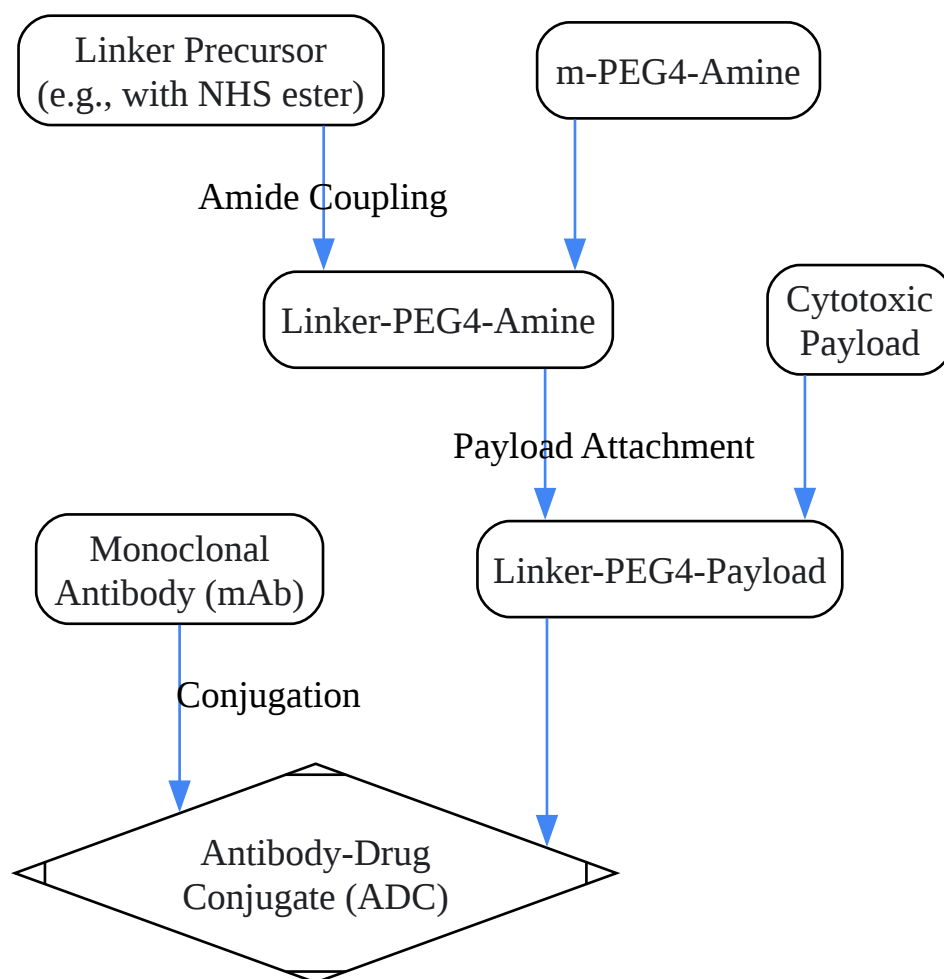 Linker Precursor
(e.g., with NHS ester)
m-PEG4-Amine
Amide Coupling
Linker-PEG4-Amine
Cytotoxic
Payload
Payload Attachment
Monoclonal
Antibody (mAb)
Linker-PEG4-Payload
Conjugation
Antibody-Drug
Conjugate (ADC)